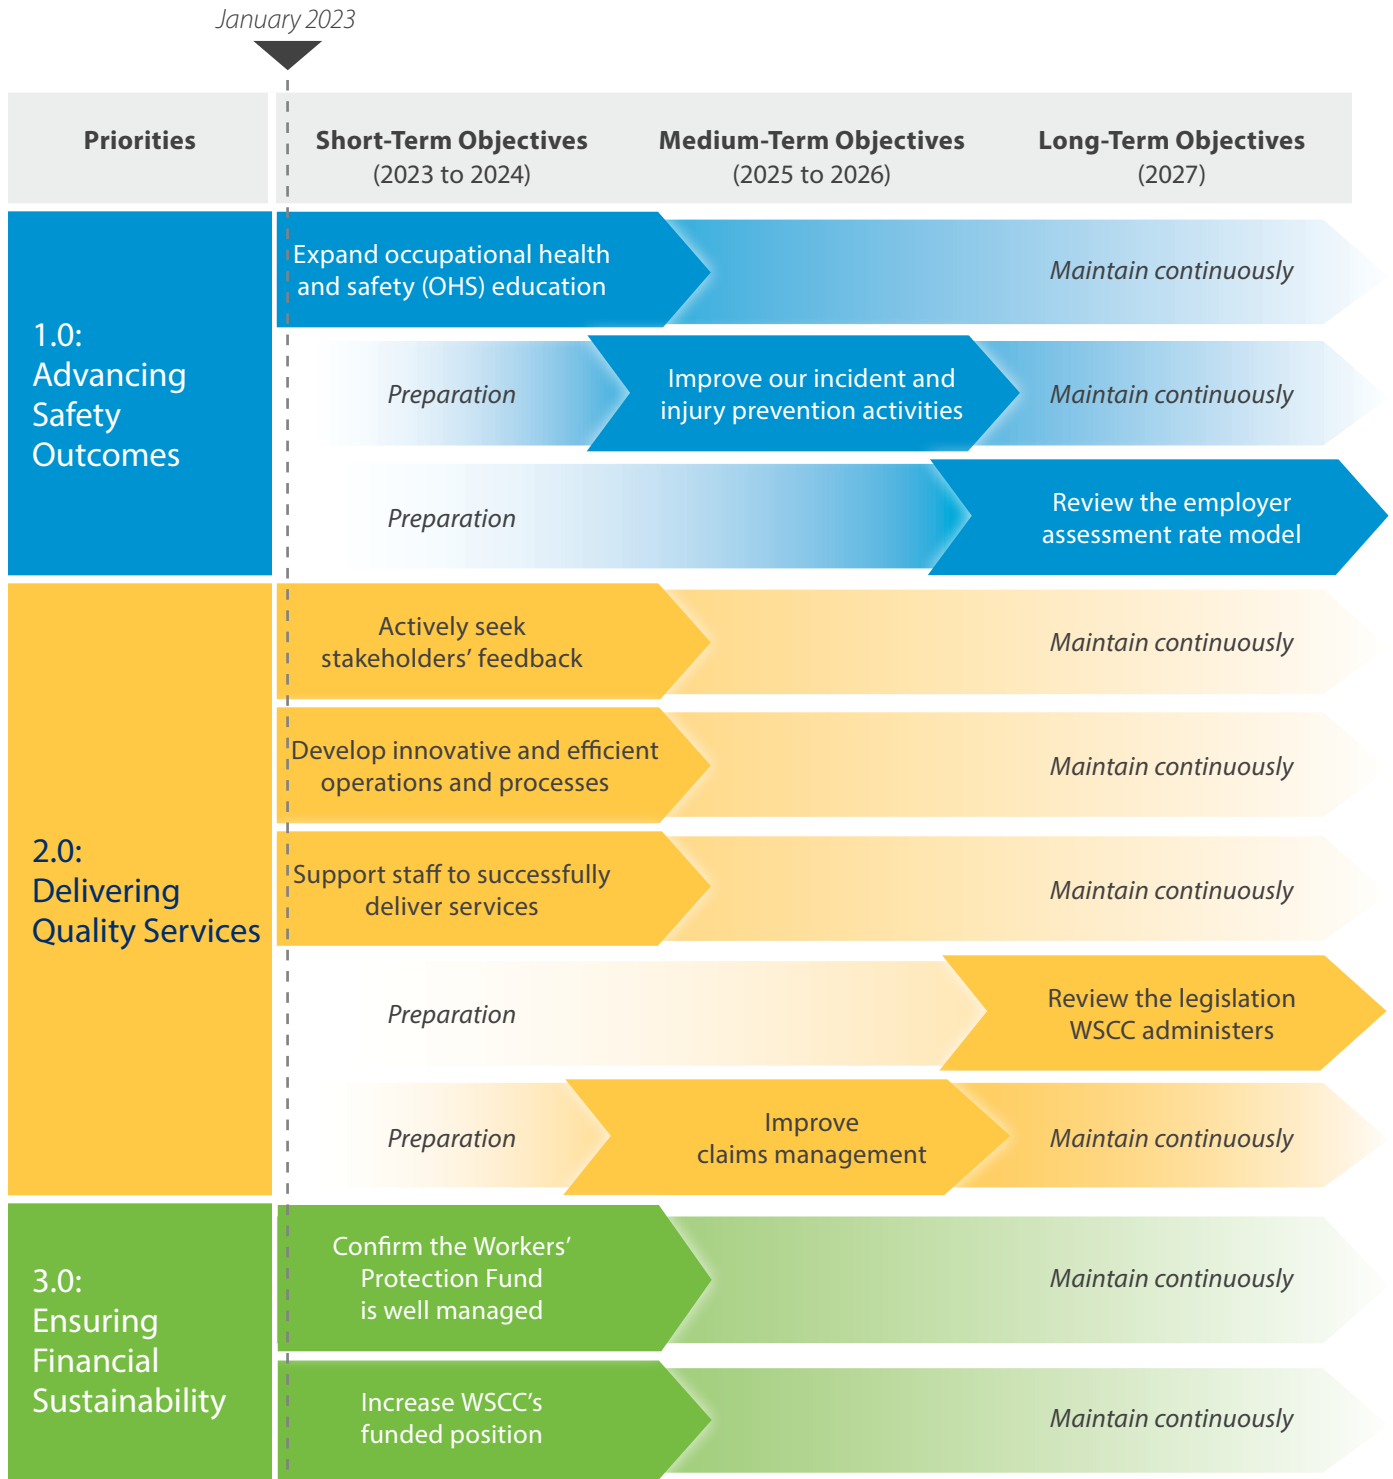 January 2023
Priorities
Short-Term Objectives
(2023 to 2024)
Medium-Term Objectives
(2025 to 2026)
Long-Term Objectives
(2027)
1.0:
Advancing
Safety
Outcomes
Expand occupational health
and safety (OHS) education
Maintain continuously
Preparation
Improve our incident and
injury prevention activities
Maintain continuously
Preparation
Review the employer
assessment rate model
2.0:
Delivering
Quality Services
Actively seek
stakeholders’ feedback
Maintain continuously
Develop innovative and efficient
operations and processes
Maintain continuously
Support staff to successfully
deliver services
Maintain continuously
Preparation
Review the legislation
WSCC administers
Preparation
Improve
claims management
Maintain continuously
3.0:
Ensuring
Financial
Sustainability
Confirm the Workers’
Protection Fund
is well managed
Maintain continuously
Increase WSCC’s
funded position
Maintain continuously